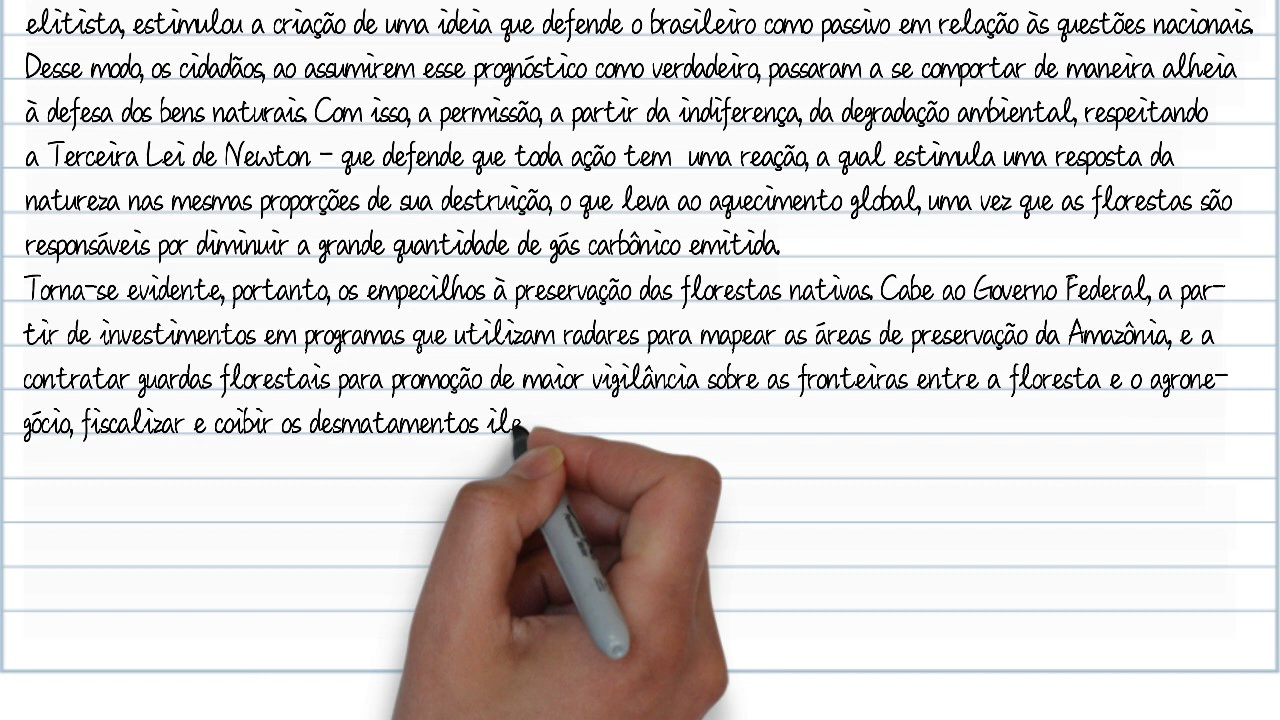 elitista, estimulou a criação de uma ideia que defende o brasileiro como passivo em relação às questões nacionais.
Desse modo, os cidadãos, ao assumirem esse prognóstico como verdadeiro, passaram a se comportar de maneira alheia
à defesa dos bens naturais. Com isso, a permissão, a partir da indiferença, da degradação ambiental, respeitando
a Terceira Lei de Newton - que defende que toda ação tem uma reação, a qual estimula uma resposta da
natureza nas mesmas proporções de sua destruição, o que leva ao aquecimento global, uma vez que as florestas são
responsáveis por diminuir a grande quantidade de gás carbônico emitida.
Torna-se evidente, portanto, os empecilhos à preservação das florestas nativas. Cabe ao Governo Federal, a par-
tir de investimentos em programas que utilizam radares para mapear as áreas de preservação da Amazônia, e a
contratar guardas florestais para promoção de maior vigilância sobre as fronteiras entre a floresta e o agrone-
gócio, fiscalizar e coibir os desmatamentos ile